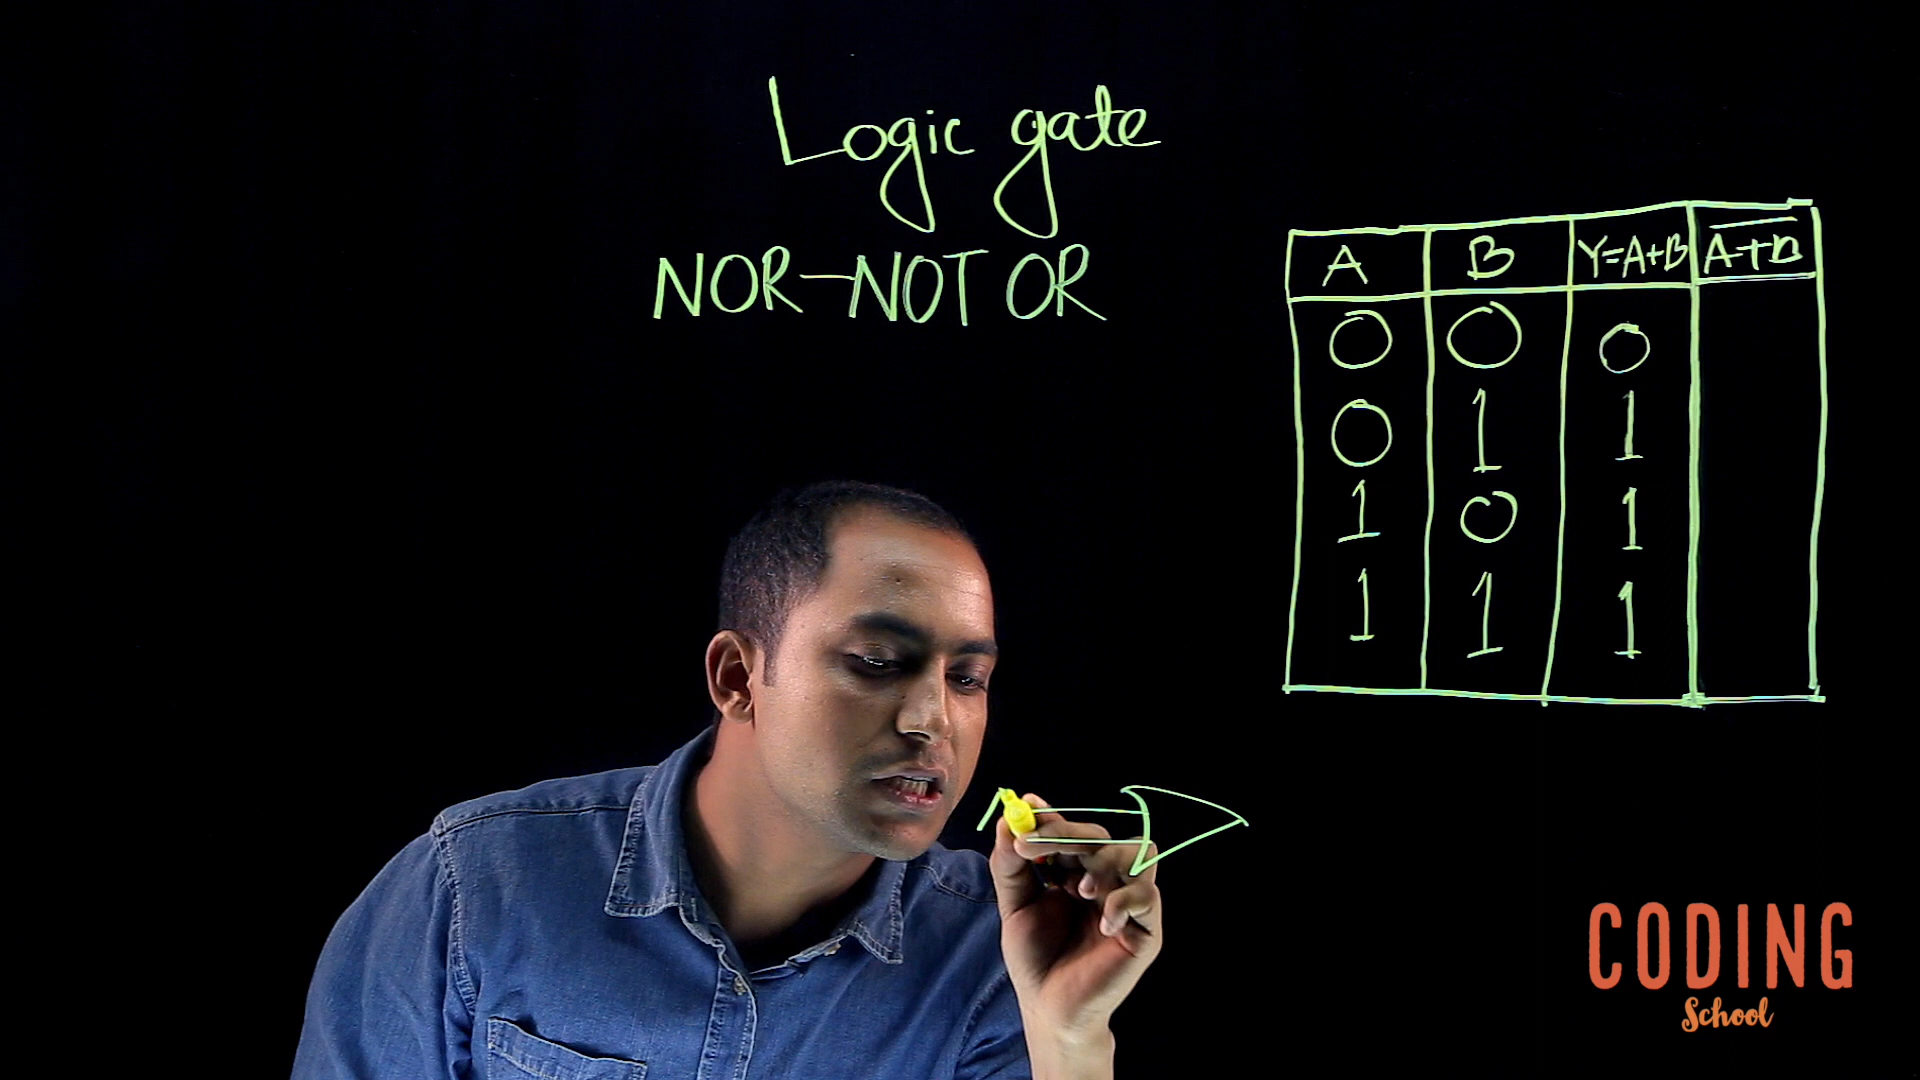 Logic gate
NOR-NOT OR
A B Y=A+B A̅+̅B̅
0 0 0
0 1 1
1 0 1
1 1 1
A
CODING
School